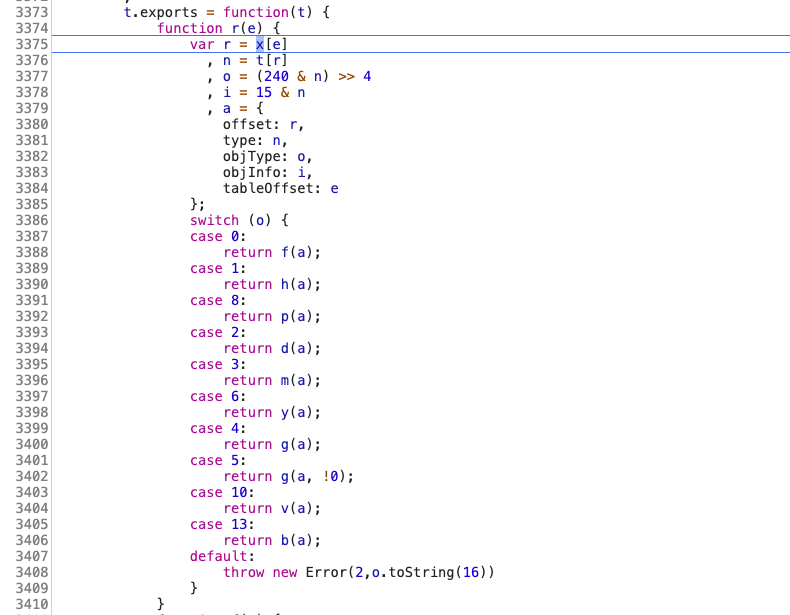 3373 t.exports = function(t) {
3374 function r(e) {
3375 var r = x[e]
3376 , n = t[r]
3377 , o = (240 & n) >> 4
3378 , i = 15 & n
3379 , a = {
3380 offset: r,
3381 type: n,
3382 objType: o,
3383 objInfo: i,
3384 tableOffset: e
3385 };
3386 switch (o) {
3387 case 0:
3388 return f(a);
3389 case 1:
3390 return h(a);
3391 case 8:
3392 return p(a);
3393 case 2:
3394 return d(a);
3395 case 3:
3396 return m(a);
3397 case 6:
3398 return y(a);
3399 case 4:
3400 return g(a);
3401 case 5:
3402 return g(a, !0);
3403 case 10:
3404 return v(a);
3405 case 13:
3406 return b(a);
3407 default:
3408 throw new Error(2,o.toString(16))
3409 }
3410 }